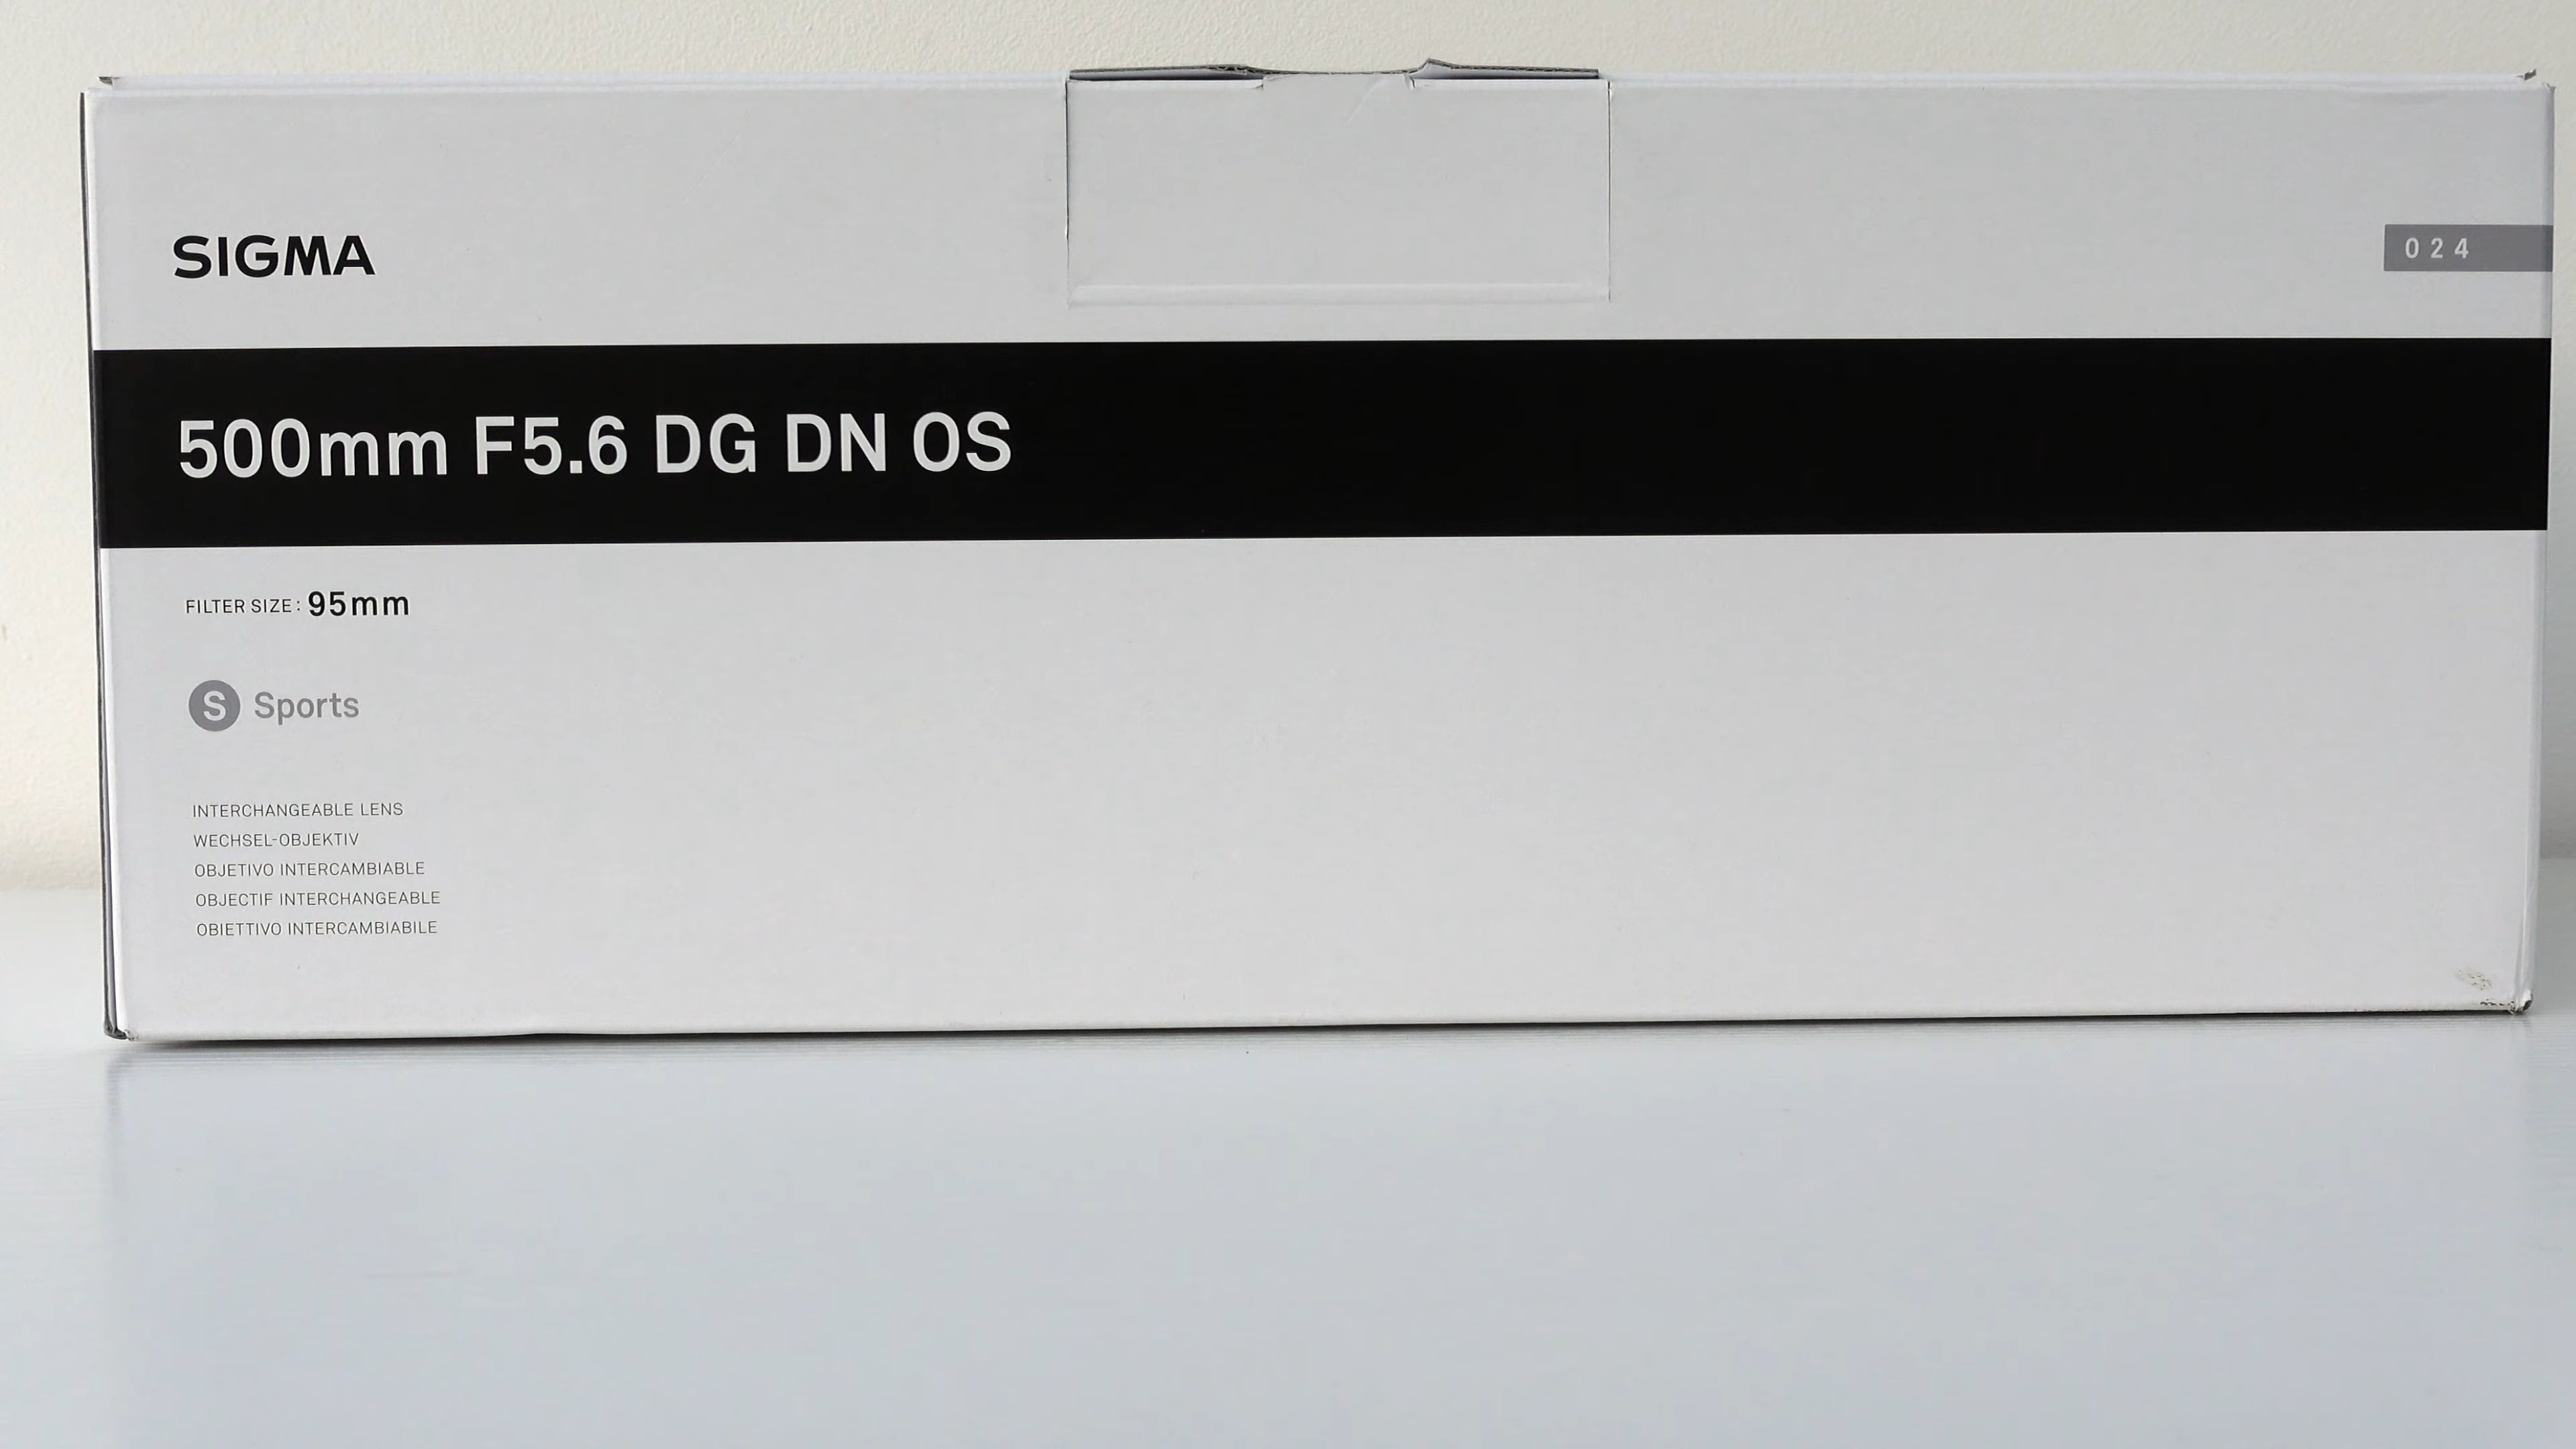 SIGMA
024
500mm F5.6 DG DN OS
FILTER SIZE: 95mm
S Sports
INTERCHANGEABLE LENS
WECHSEL-OBJEKTIV
OBJETIVO INTERCAMBIABLE
OBJECTIF INTERCHANGEABLE
OBIETTIVO INTERCAMBIABILE